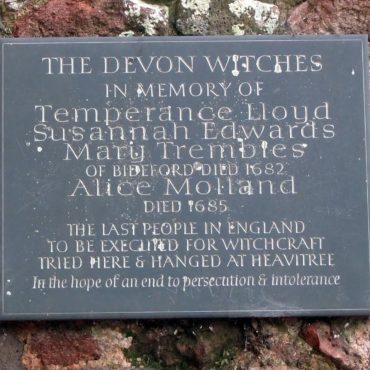 THE DEVON WITCHES
IN MEMORY OF
Temperance Lloyd
Susannah Edwards
Mary Trembles
OF BIDEFORD DIED 1682
Alice Molland
DIED 1685
THE LAST PEOPLE IN ENGLAND
TO BE EXECUTED FOR WITCHCRAFT
TRIED HERE & HANGED AT HEAVITREE
In the hope of an end to persecution & intolerance